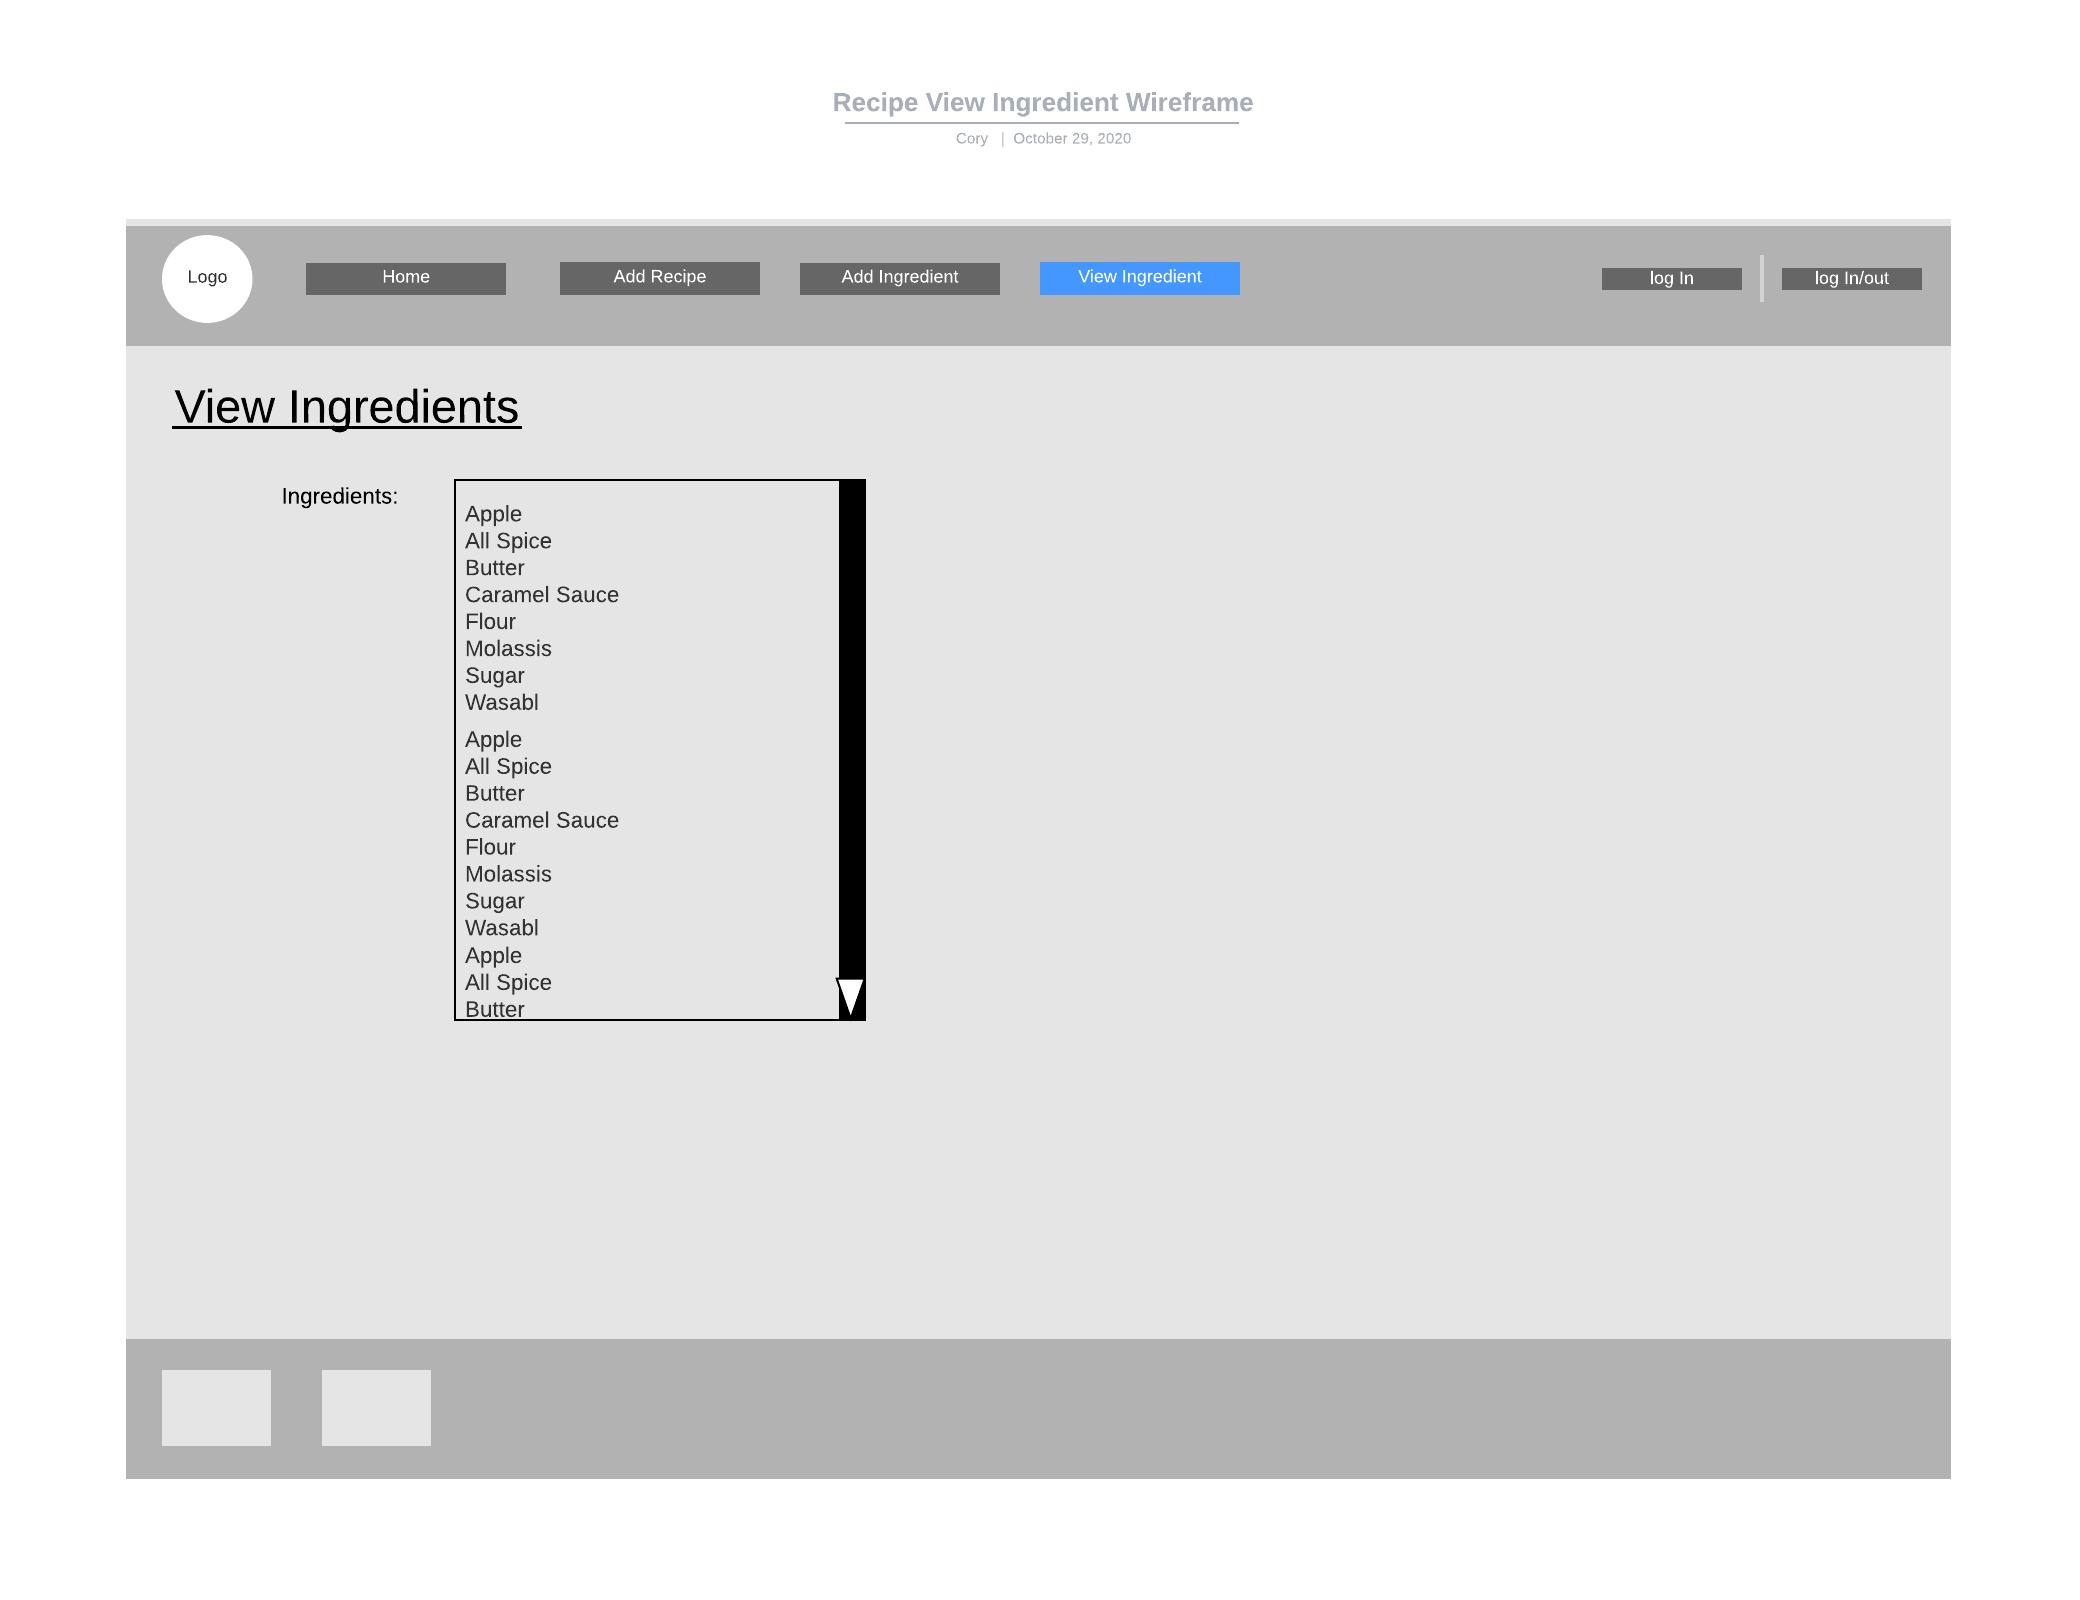 Recipe View Ingredient Wireframe
Cory | October 29, 2020
Logo
Home
Add Recipe
Add Ingredient
View Ingredient
log In
log In/out
View Ingredients
Ingredients:
Apple
All Spice
Butter
Caramel Sauce
Flour
Molassis
Sugar
Wasabl
Apple
All Spice
Butter
Caramel Sauce
Flour
Molassis
Sugar
Wasabl
Apple
All Spice
Butter